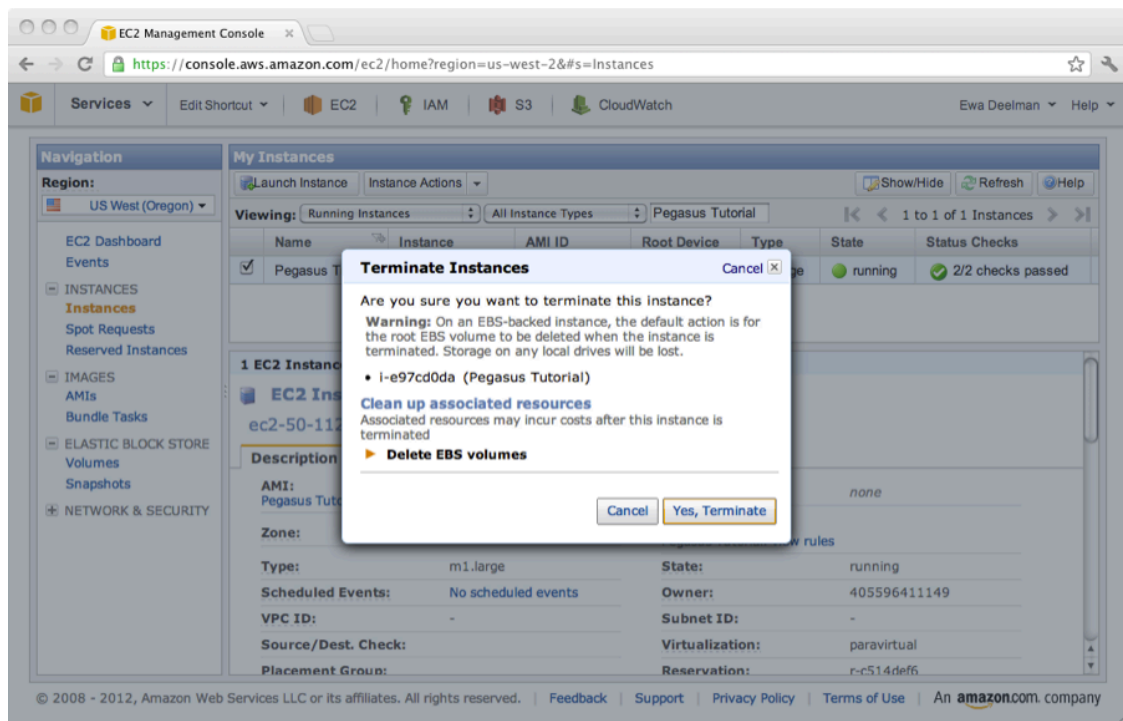 EC2 Management Console
https://console.aws.amazon.com/ec2/home?region=us-west-2&#s=Instances
Services Edit Shortcut EC2 IAM S3 CloudWatch Ewa Deelman Help
Navigation
Region:
US West (Oregon)
EC2 Dashboard
Events
INSTANCES
Instances
Spot Requests
Reserved Instances
IMAGES
AMIs
Bundle Tasks
ELASTIC BLOCK STORE
Volumes
Snapshots
NETWORK & SECURITY
My Instances
Launch Instance Instance Actions Show/Hide Refresh Help
Viewing: Running Instances All Instance Types Pegasus Tutorial 1 to 1 of 1 Instances
Name Instance AMI ID Root Device Type State Status Checks
Pegasus T running 2/2 checks passed
Terminate Instances Cancel
Are you sure you want to terminate this instance?
Warning: On an EBS-backed instance, the default action is for
the root EBS volume to be deleted when the instance is
terminated. Storage on any local drives will be lost.
• i-e97cd0da (Pegasus Tutorial)
Clean up associated resources
Associated resources may incur costs after this instance is
terminated
Delete EBS volumes
Cancel Yes, Terminate
1 EC2 Instanc
EC2 Ins
ec2-50-112
Description
AMI:
Pegasus Tuto
none
Zone:
rules
Type: m1.large State: running
Scheduled Events: No scheduled events Owner: 405596411149
VPC ID: - Subnet ID: -
Source/Dest. Check: Virtualization: paravirtual
Placement Group: Reservation: r-c514def6
© 2008 - 2012, Amazon Web Services LLC or its affiliates. All rights reserved. | Feedback | Support | Privacy Policy | Terms of Use | An amazon.com. company